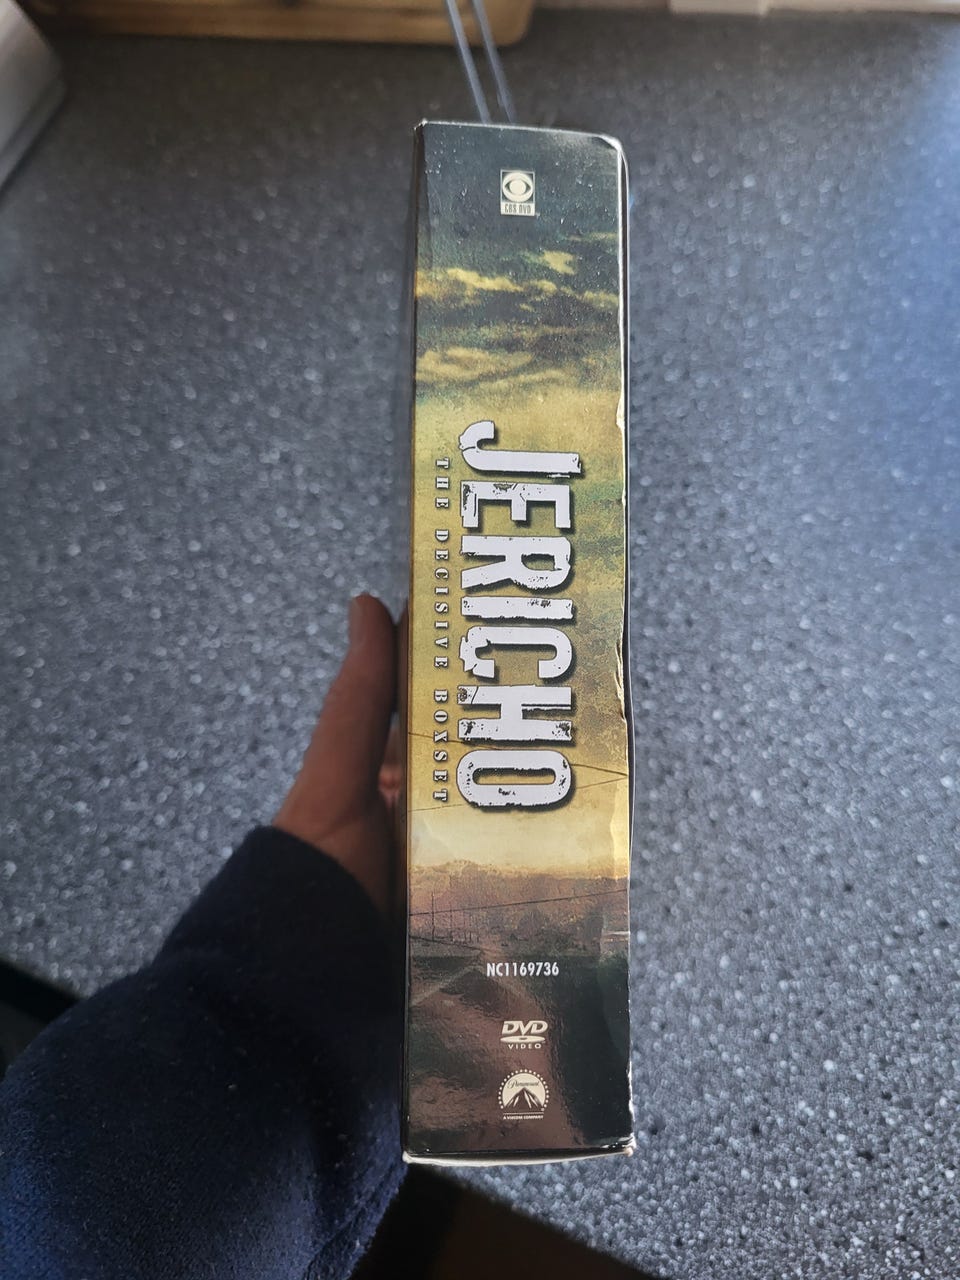 CBS DVD
JERICHO
THE DECISIVE BOXSET
NC1169736
DVD
VIDEO
Paramount
A VIACOM COMPANY